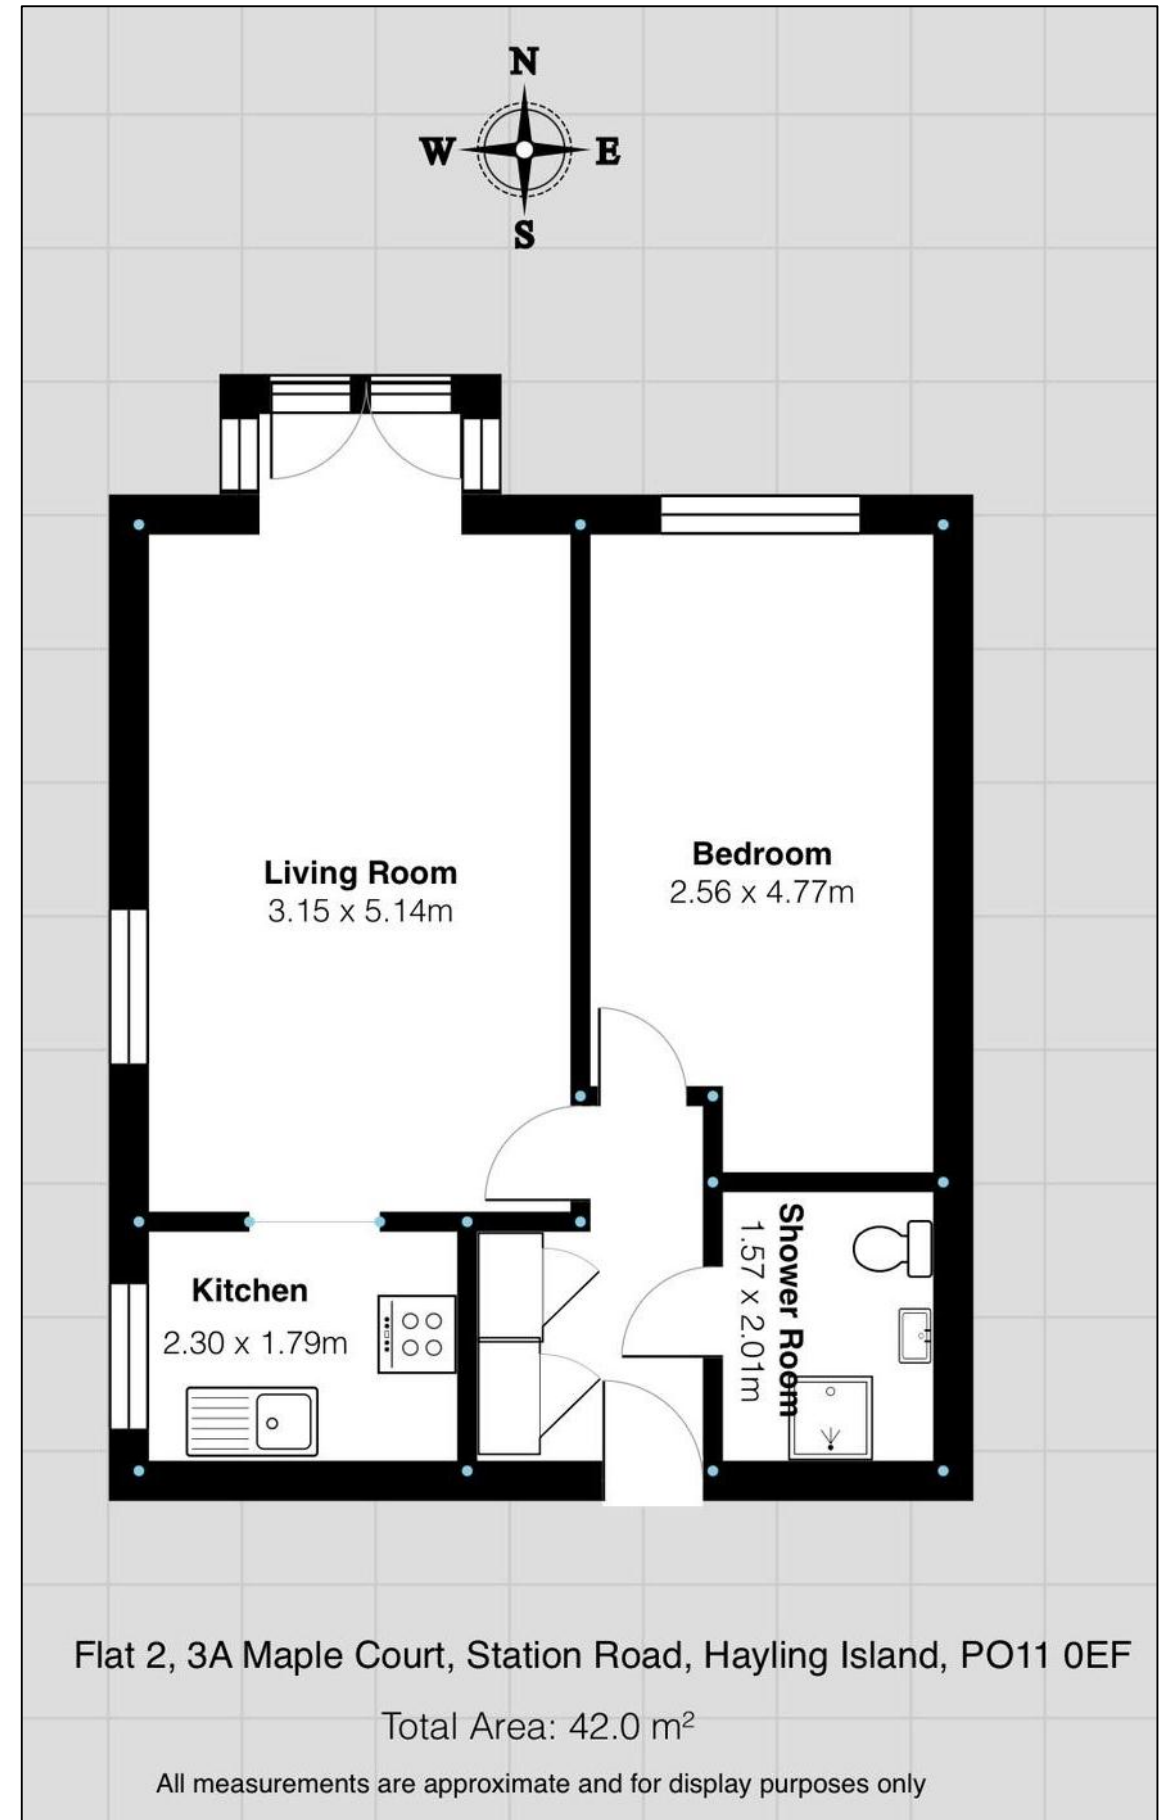 N
W E
S
Living Room
3.15 x 5.14m
Bedroom
2.56 x 4.77m
Kitchen
2.30 x 1.79m
Shower Room
1.57 x 2.01m
Flat 2, 3A Maple Court, Station Road, Hayling Island, PO11 0EF
Total Area: 42.0 m²
All measurements are approximate and for display purposes only